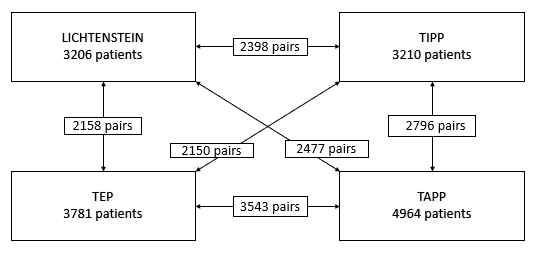 LICHTENSTEIN
3206 patients
2398 pairs
TIPP
3210 patients
2158 pairs
2150 pairs
2477 pairs
2796 pairs
TEP
3781 patients
3543 pairs
TAPP
4964 patients